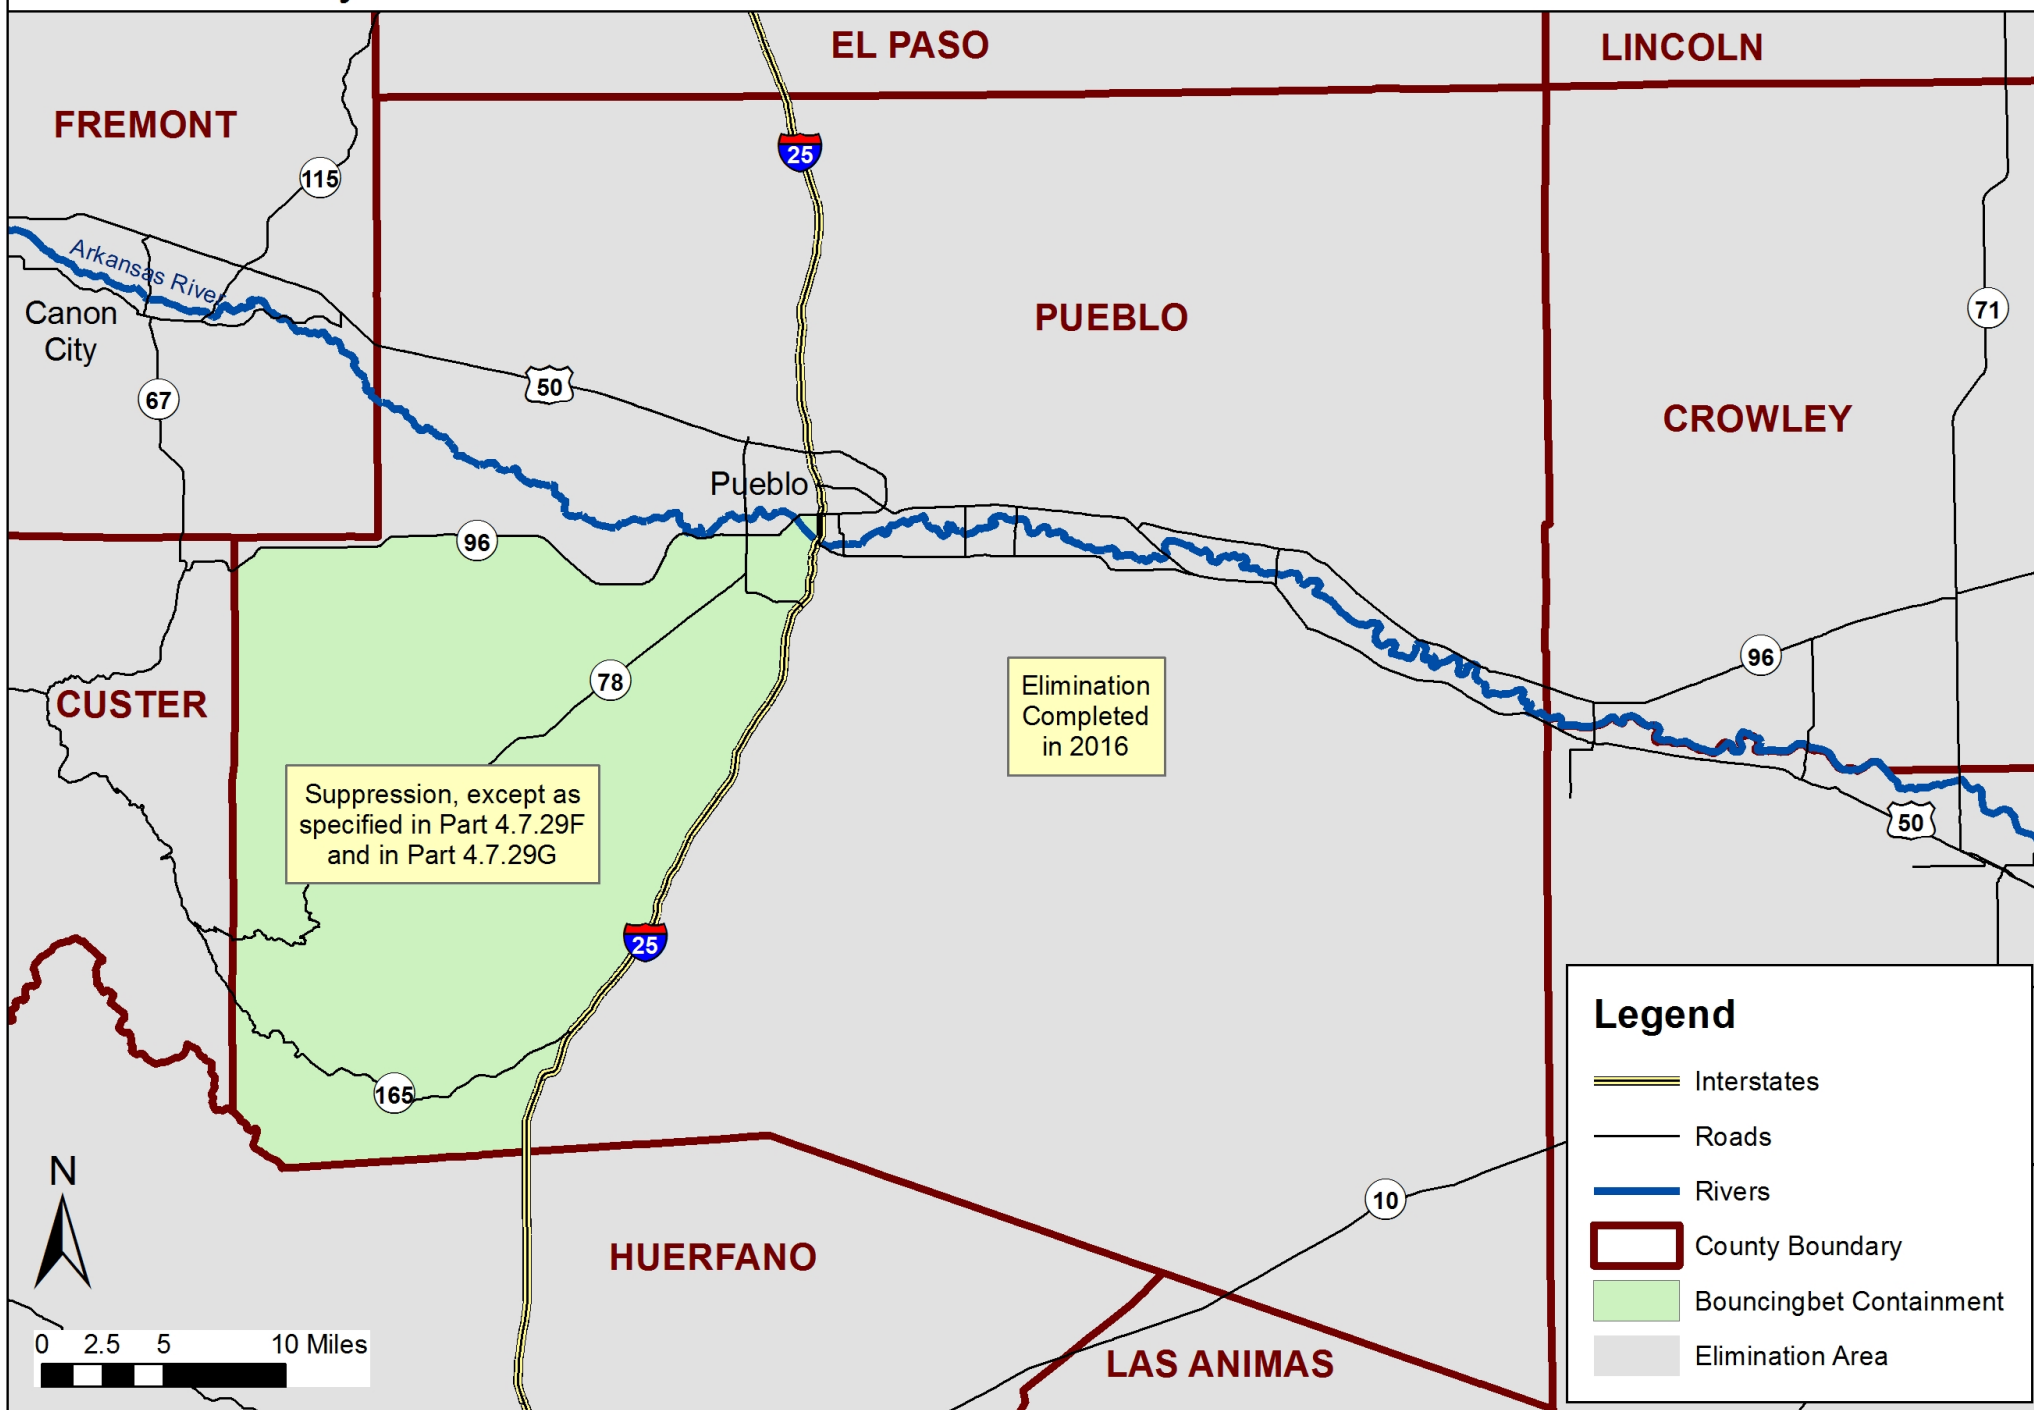 EL PASO
LINCOLN
FREMONT
25
115
Arkansas River
Canon
City
PUEBLO
71
50
67
CROWLEY
Pueblo
96
78
Elimination
Completed
in 2016
96
CUSTER
Suppression, except as
specified in Part 4.7.29F
and in Part 4.7.29G
50
25
165
N
10
HUERFANO
LAS ANIMAS
0 2.5 5 10 Miles
Legend
Interstates
Roads
Rivers
County Boundary
Bouncingbet Containment
Elimination Area